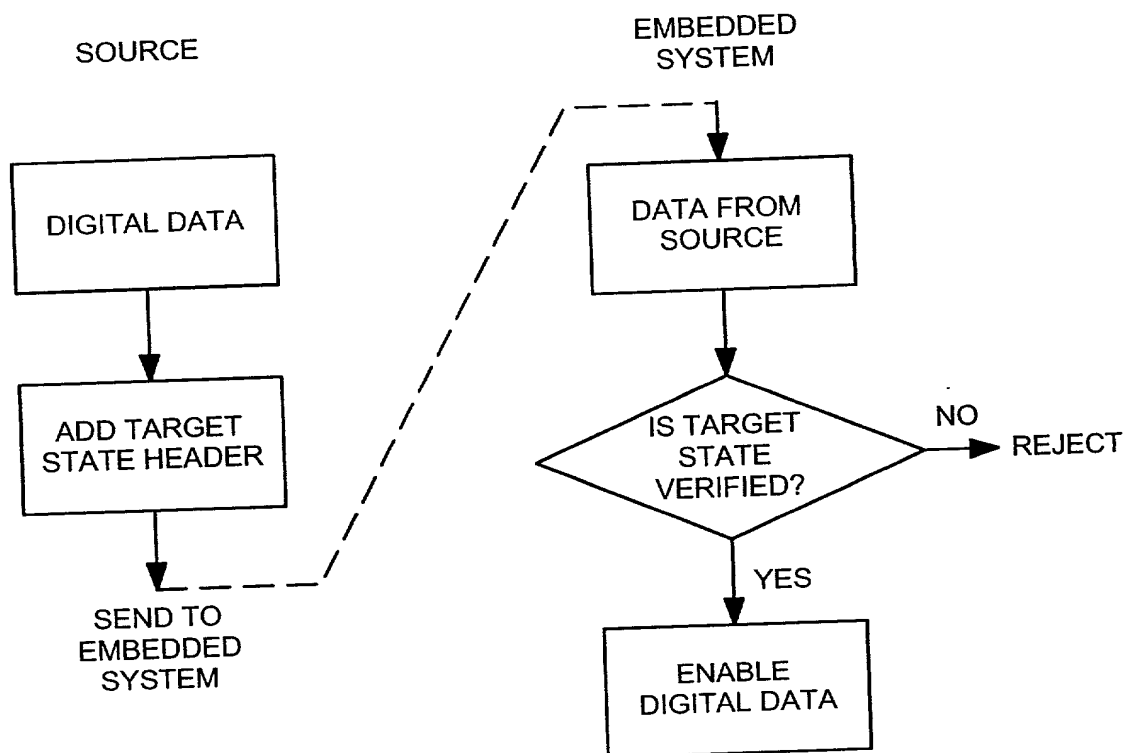 SOURCE
DIGITAL DATA
ADD TARGET
STATE HEADER
SEND TO
EMBEDDED
SYSTEM
EMBEDDED
SYSTEM
DATA FROM
SOURCE
IS TARGET
STATE
VERIFIED?
NO
REJECT
YES
ENABLE
DIGITAL DATA